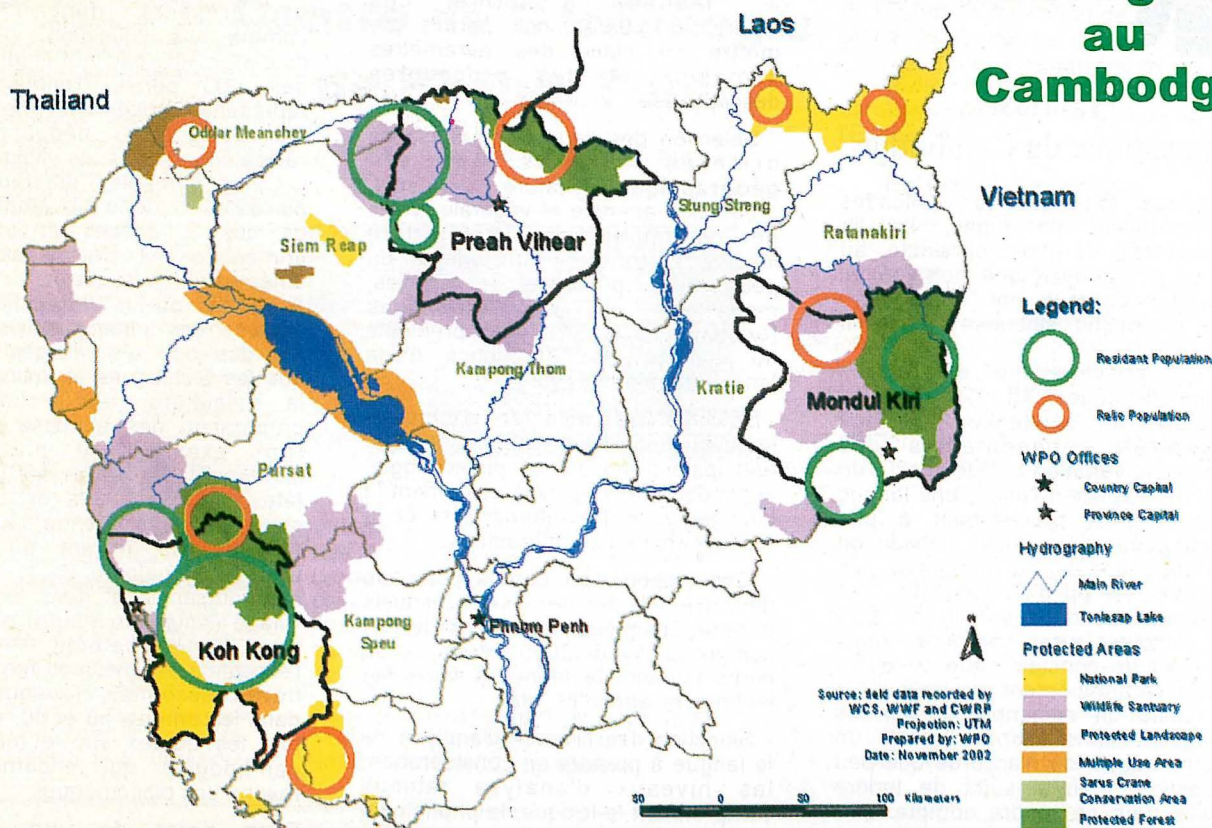 au
Cambodg
Laos
Thailand
Vietnam
Oddar Meanchey
Stung Streng
Ratanakiri
Siem Reap
Preah Vihear
Kampong Thom
Kratie
Mondul Kiri
Pursat
Koh Kong
Kampong
Speu
Phnom Penh
Legend:
Residant Population
Relic Population
WPO Offices
Country Capital
Province Capital
Hydrography
Main River
Tonlesap Lake
Protected Areas
National Park
Wildlife Santuary
Protected Landscape
Multiple Use Area
Sarus Crane
Conservation Area
Protected Forest
N
Source: field data recorded by
WCS, WWF and CWRP
Projection: UTM
Prepared by: WPO
Date: November 2002
50 0 50 100 Kilometers